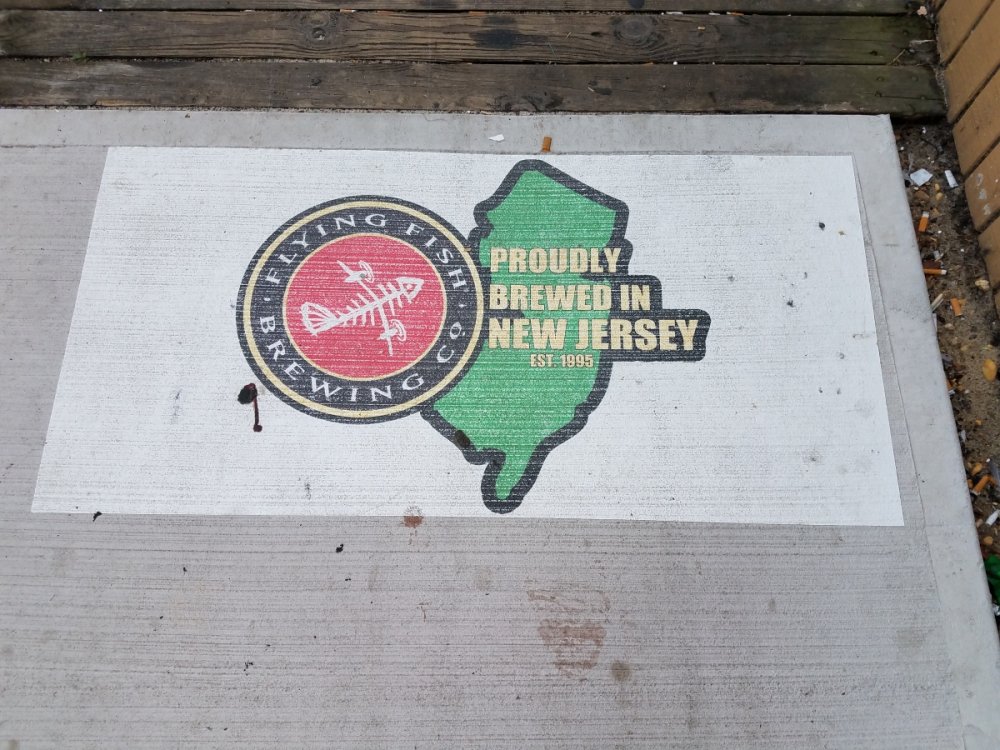 FLYING FISH
BREWING CO.
PROUDLY
BREWED IN
NEW JERSEY
EST. 1995